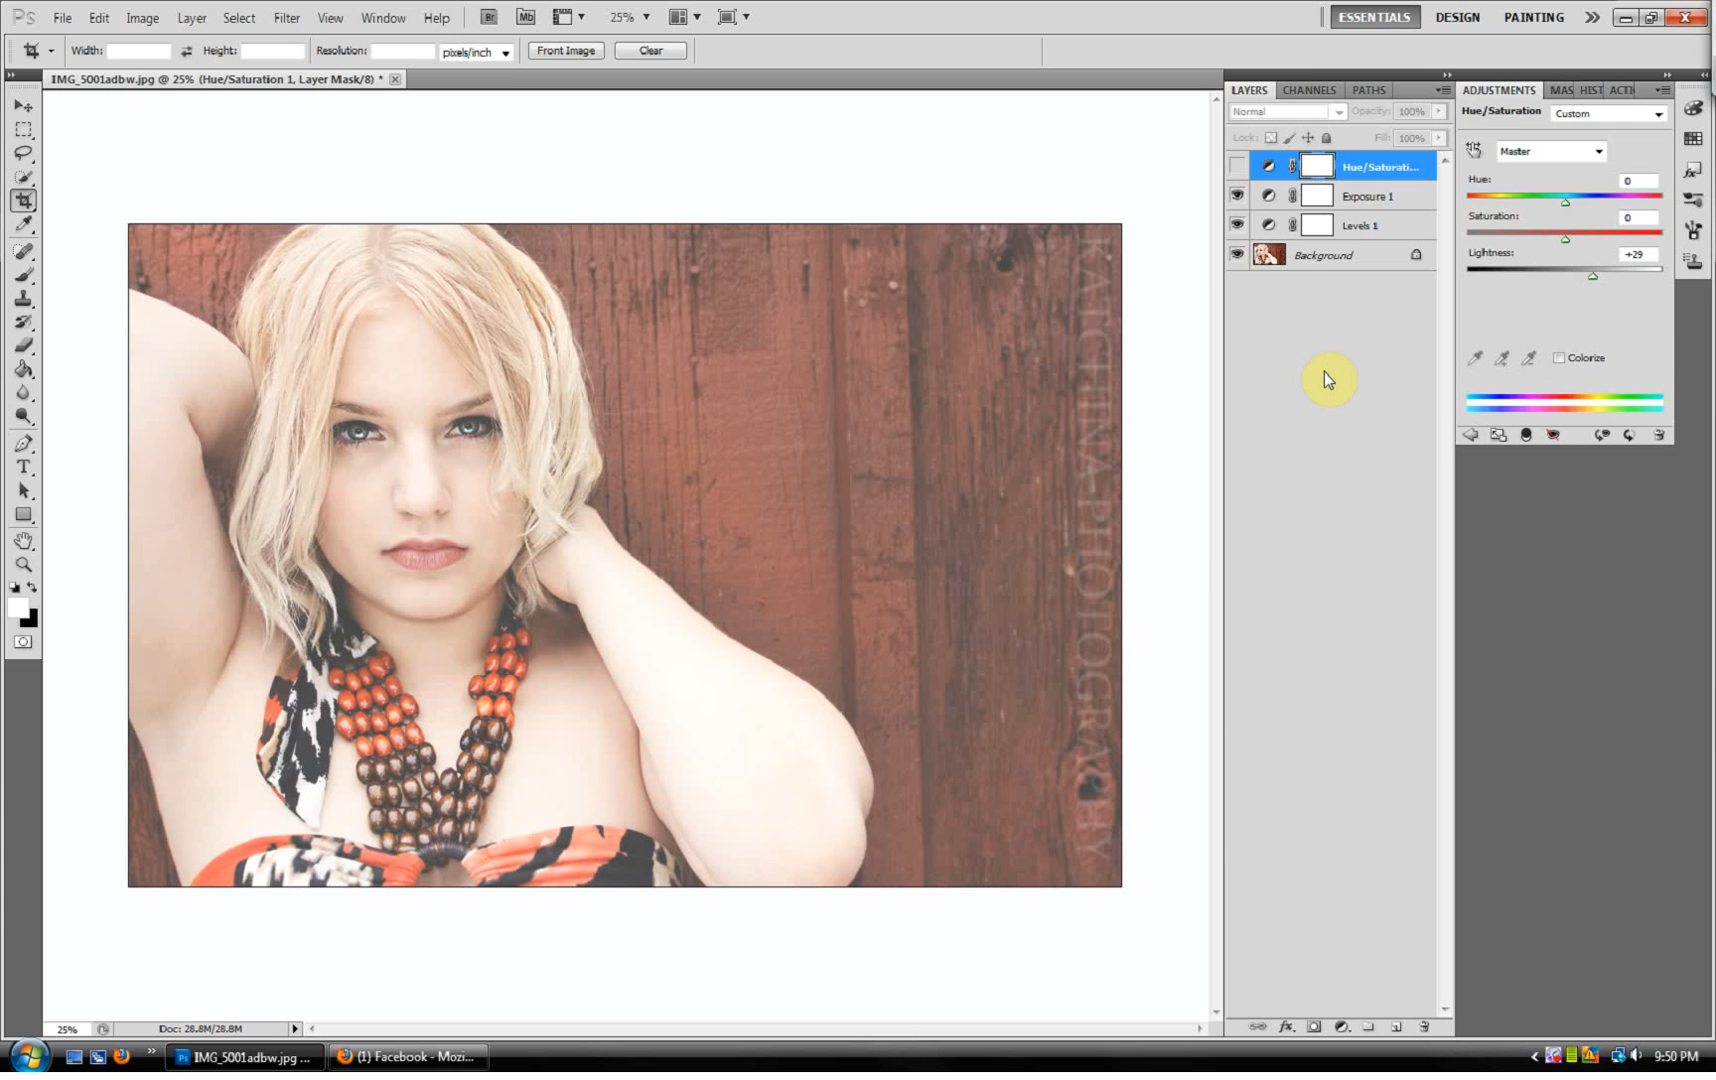 Ps File Edit Image Layer Select Filter View Window Help Br Mb 25% ESSENTIALS DESIGN PAINTING
Width: Height: Resolution: pixels/inch Front Image Clear
IMG_5001adbw.jpg @ 25% (Hue/Saturation 1, Layer Mask/8) *
LAYERS CHANNELS PATHS
Normal Opacity: 100%
Lock: Fill: 100%
Hue/Saturati...
Exposure 1
Levels 1
Background
ADJUSTMENTS MAS HIST ACTI
Hue/Saturation Custom
Master
Hue: 0
Saturation: 0
Lightness: +29
Colorize
KATCHINA PHOTOGRAPHY
25% Doc: 28.8M/28.8M
fx
Ps IMG_5001adbw.jpg ... (1) Facebook - Mozi... 9:50 PM